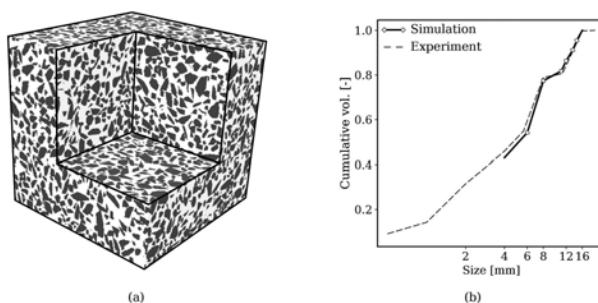 1.0
0.8
0.6
0.4
0.2
Cumulative vol. [-]
Simulation
Experiment
2 4 6 8 12 16
Size [mm]
(a) (b)